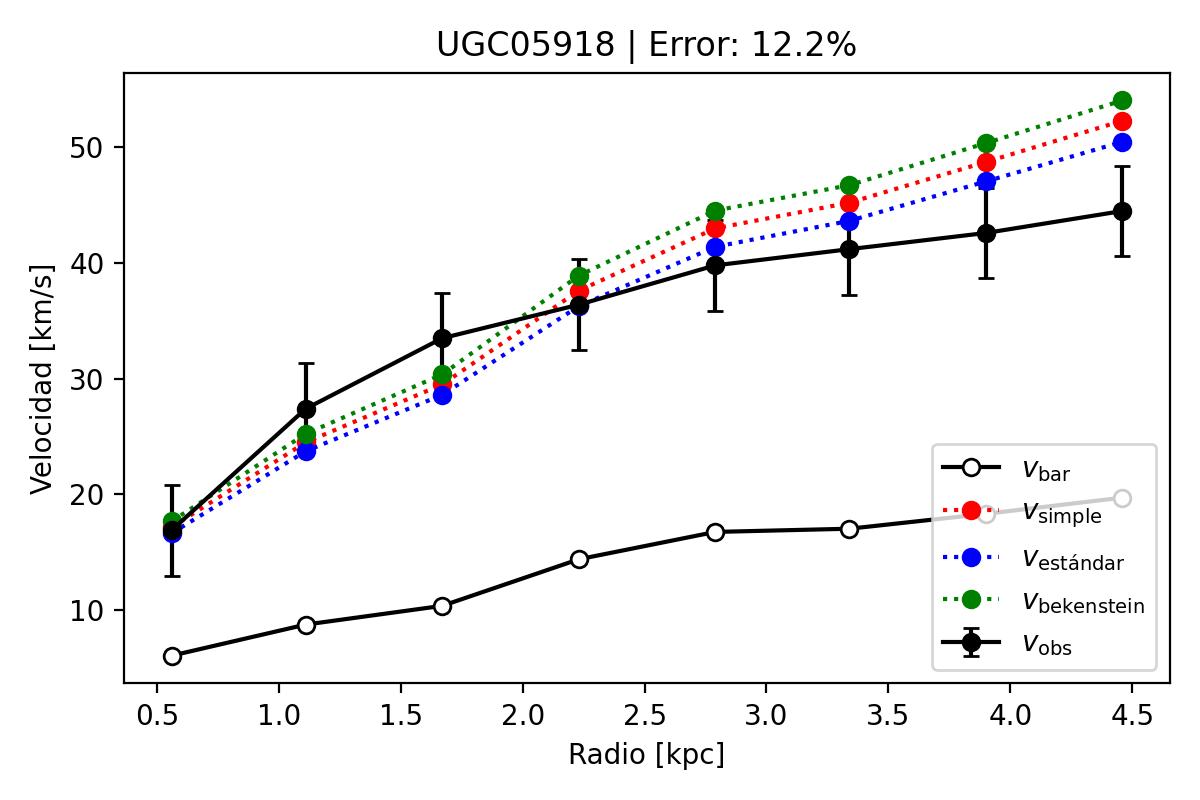 UGC05918 | Error: 12.2%
Velocidad [km/s]
50
40
30
20
10
v_bar
v_simple
v_estándar
v_bekenstein
v_obs
0.5 1.0 1.5 2.0 2.5 3.0 3.5 4.0 4.5
Radio [kpc]